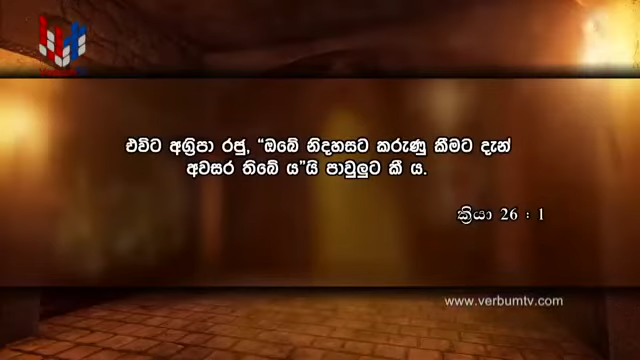 එවිට අග්‍රිපා රජු, “ඔබේ නිදහසට කරුණු කීමට දැන්
අවසර තිබේ ය”යි පාවුලුට කී ය.
ක්‍රියා 26 : 1
www.verbumtv.com